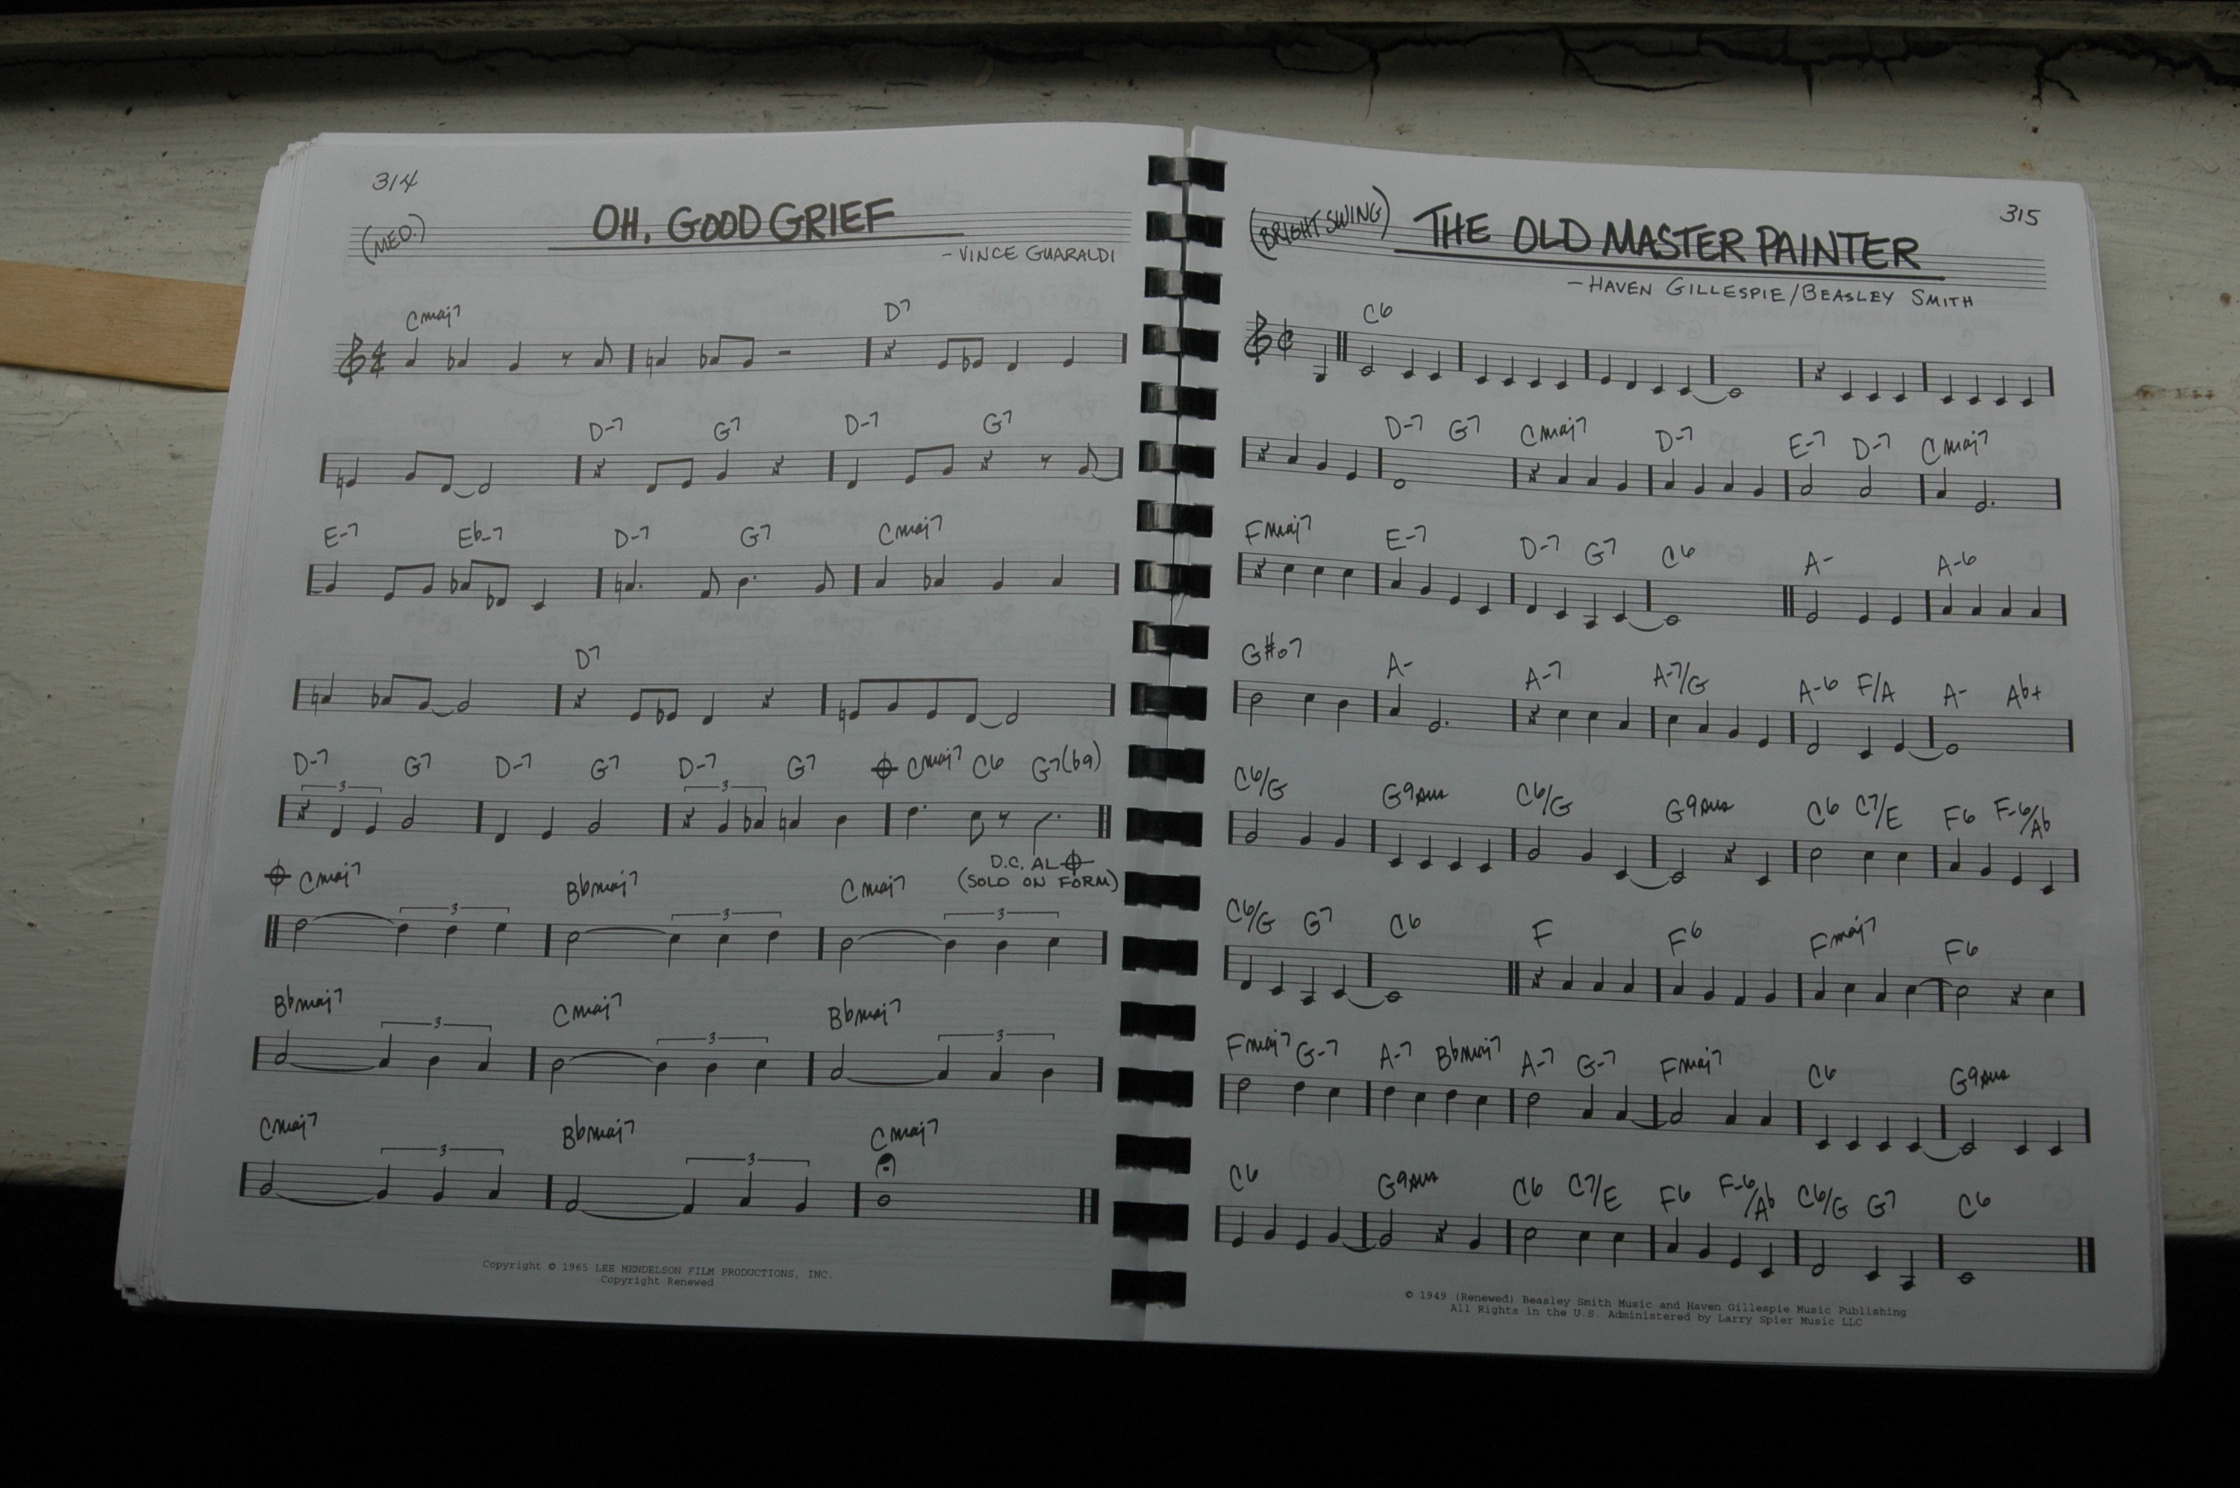 314
OH, GOOD GRIEF
(MED.)
- VINCE GUARALDI
Cmaj7 D7
D-7 G7 D-7 G7
E-7 Eb-7 D-7 G7 Cmaj7
D7
D-7 G7 D-7 G7 D-7 G7 Cmaj7 C6 G7(b9)
3 3
D.C. AL
(SOLO ON FORM)
Cmaj7 Bbmaj7 Cmaj7
3 3 3
Bbmaj7 Cmaj7 Bbmaj7
3 3 3
Cmaj7 Bbmaj7 Cmaj7
3 3
Copyright © 1965 LEE MENDELSON FILM PRODUCTIONS, INC.
Copyright Renewed
315
(BRIGHT SWING) THE OLD MASTER PAINTER
- HAVEN GILLESPIE/BEASLEY SMITH
C6
D-7 G7 Cmaj7 D-7 E-7 D-7 Cmaj7
Fmaj7 E-7 D-7 G7 C6 A- A-6
G#o7 A- A-7 A-7/G A-6 F/A A- Ab+
C6/G G9sus C6/G G9sus C6 C7/E F6 F-6/Ab
C6/G G7 C6 F F6 Fmaj7 F6
Fmaj7 G-7 A-7 Bbmaj7 A-7 G-7 Fmaj7 C6 G9sus
C6 G9sus C6 C7/E F6 F-6/Ab C6/G G7 C6
© 1949 (Renewed) Beasley Smith Music and Haven Gillespie Music Publishing
All Rights in the U.S. Administered by Larry Spier Music LLC